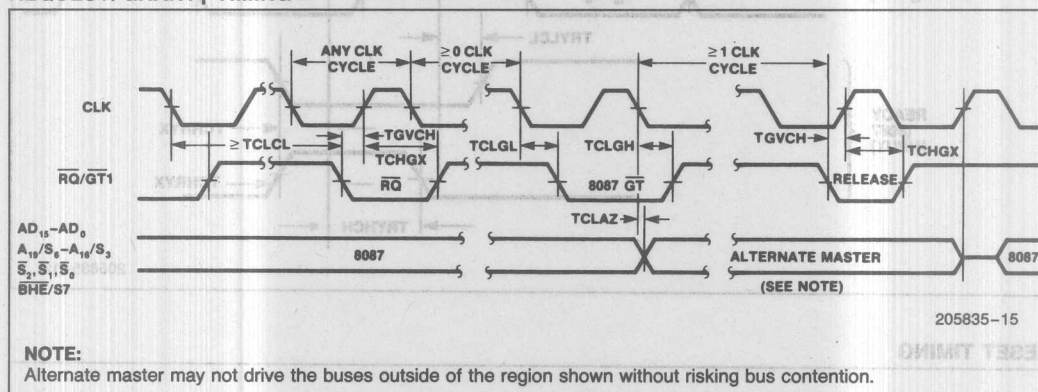 ANY CLK CYCLE
≥ 0 CLK CYCLE
≥ 1 CLK CYCLE
CLK
≥ TCLCL
TGVCH
TCHGX
TCLGL
TCLGH
TGVCH
TCHGX
RQ/GT1
RQ
8087 GT
RELEASE
TCLAZ
AD15–AD0
A19/S6–A16/S3
S2, S1, S0
BHE/S7
8087
ALTERNATE MASTER
(SEE NOTE)
8087
205835–15
NOTE:
Alternate master may not drive the buses outside of the region shown without risking bus contention.